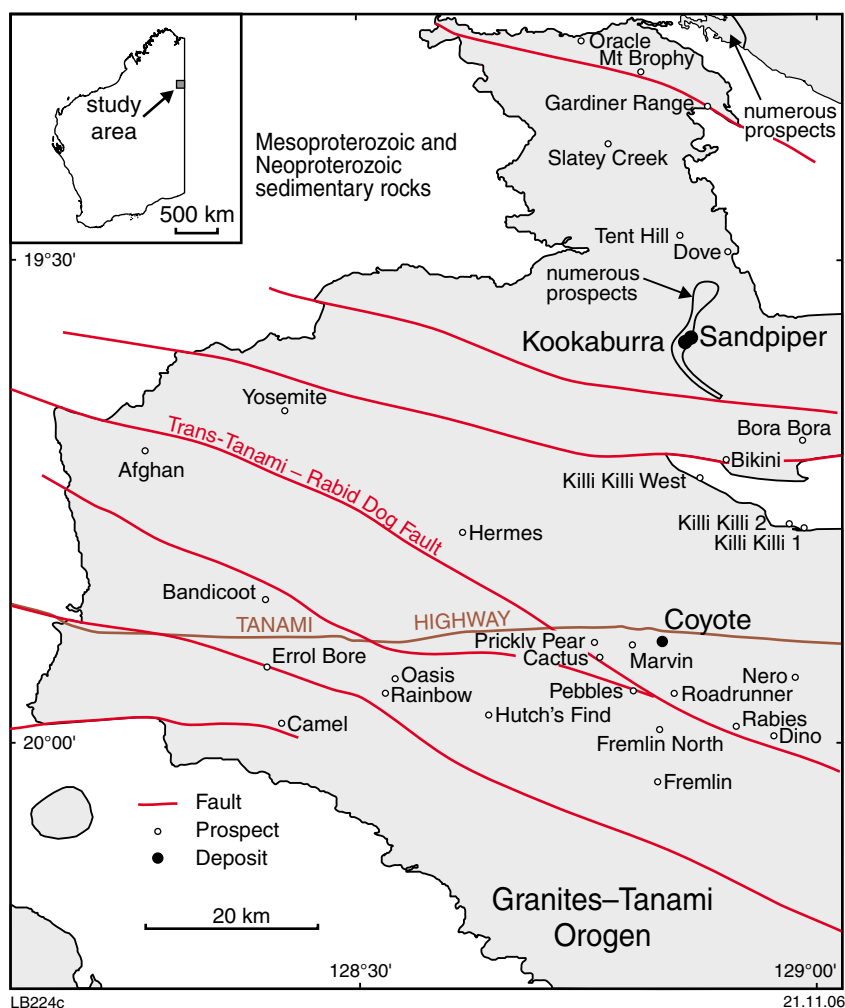 study
area
500 km
Mesoproterozoic and
Neoproterozoic
sedimentary rocks
Oracle
Mt Brophy
Gardiner Range
numerous
prospects
Slatey Creek
Tent Hill
Dove
19°30'
numerous
prospects
Kookaburra
Sandpiper
Yosemite
Bora Bora
Trans-Tanami – Rabid Dog Fault
Afghan
Bikini
Killi Killi West
Killi Killi 2
Killi Killi 1
Hermes
Bandicoot
TANAMI
HIGHWAY
Coyote
Prickly Pear
Cactus
Marvin
Errol Bore
Oasis
Rainbow
Pebbles
Nero
Roadrunner
Hutch's Find
Rabies
Camel
Fremlin North
Dino
20°00'
Fremlin
Fault
Prospect
Deposit
20 km
Granites–Tanami
Orogen
128°30'
129°00'
LB224c
21.11.06